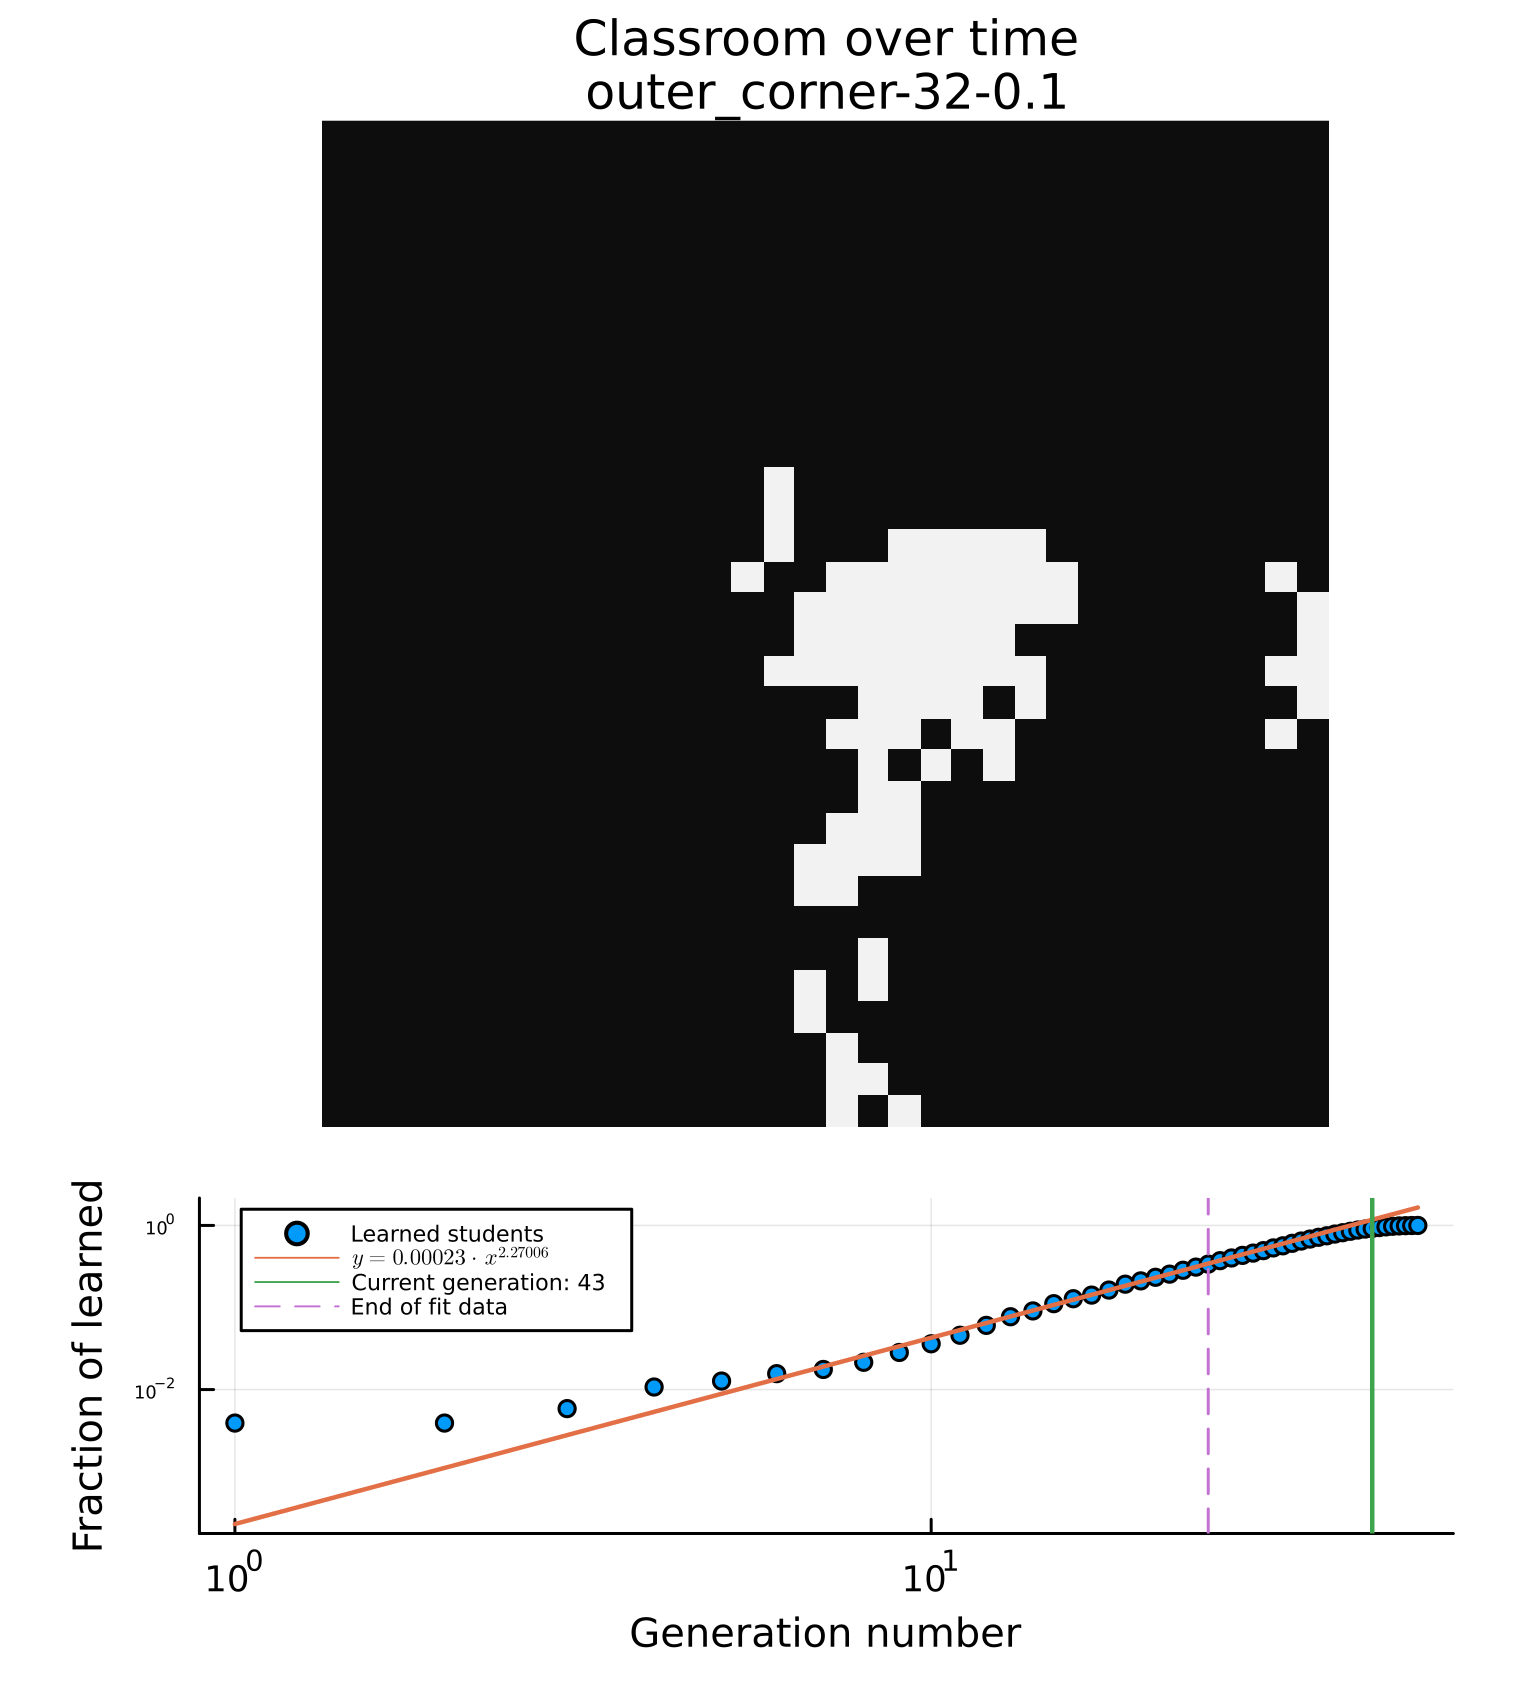 Classroom over time
outer_corner-32-0.1
Fraction of learned
10^0
10^−2
Learned students
y = 0.00023 · x^2.27006
Current generation: 43
End of fit data
10^0
10^1
Generation number